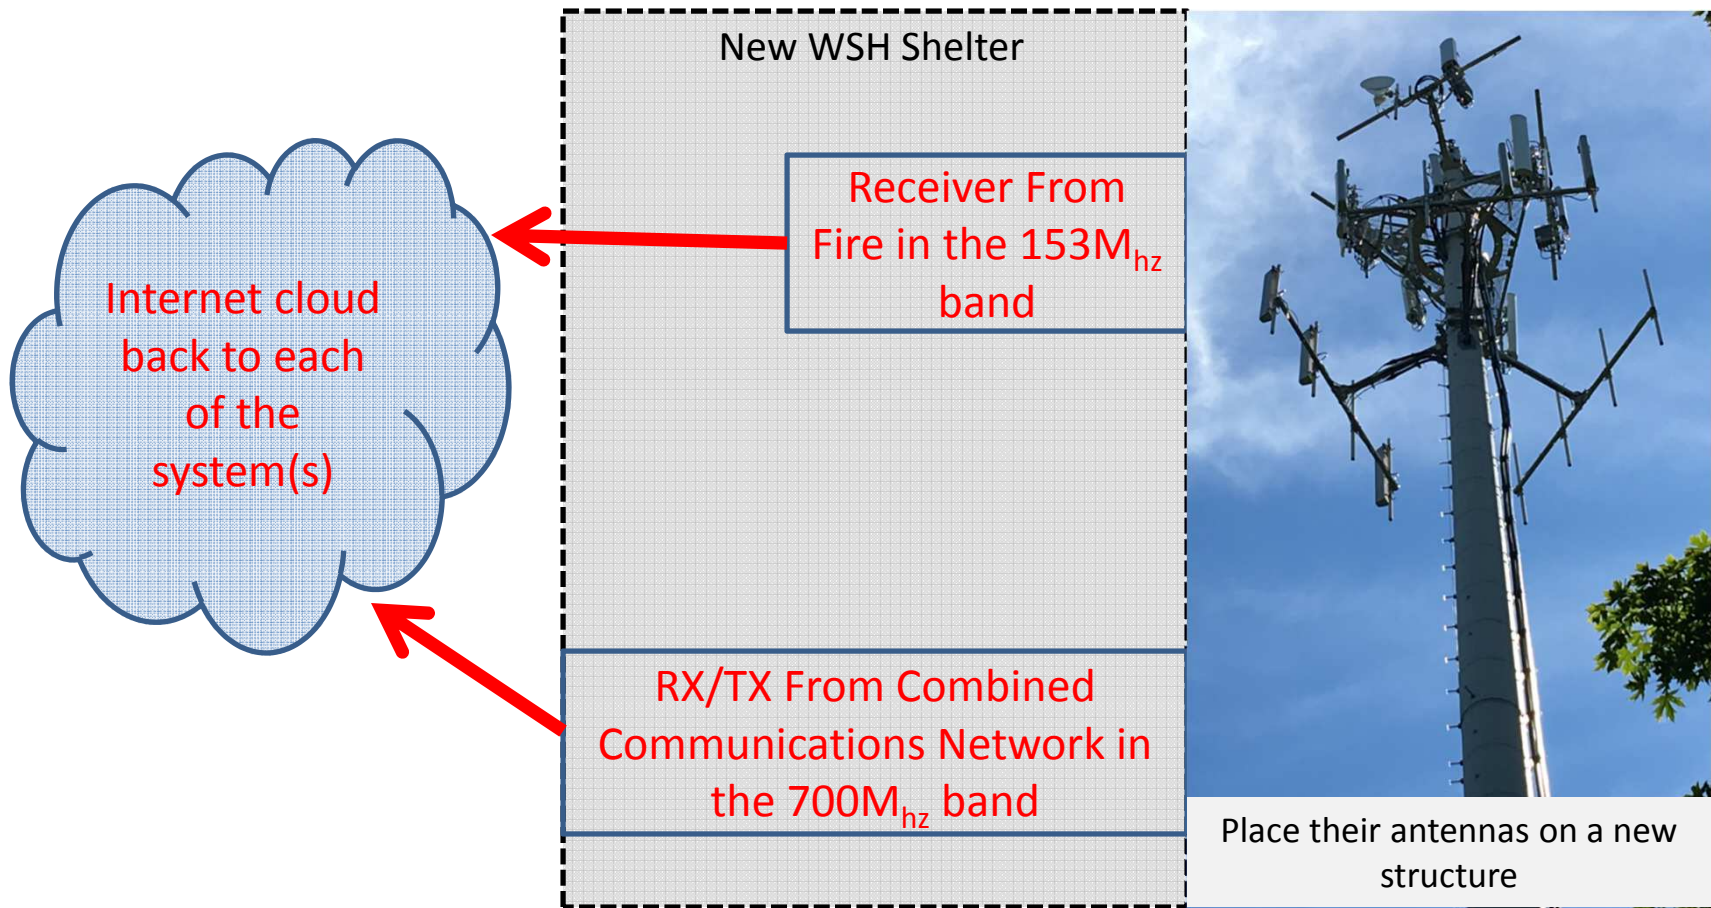 New WSH Shelter
Receiver From
Fire in the 153Mhz
band
Internet cloud
back to each
of the
system(s)
RX/TX From Combined
Communications Network in
the 700Mhz band
Place their antennas on a new
structure